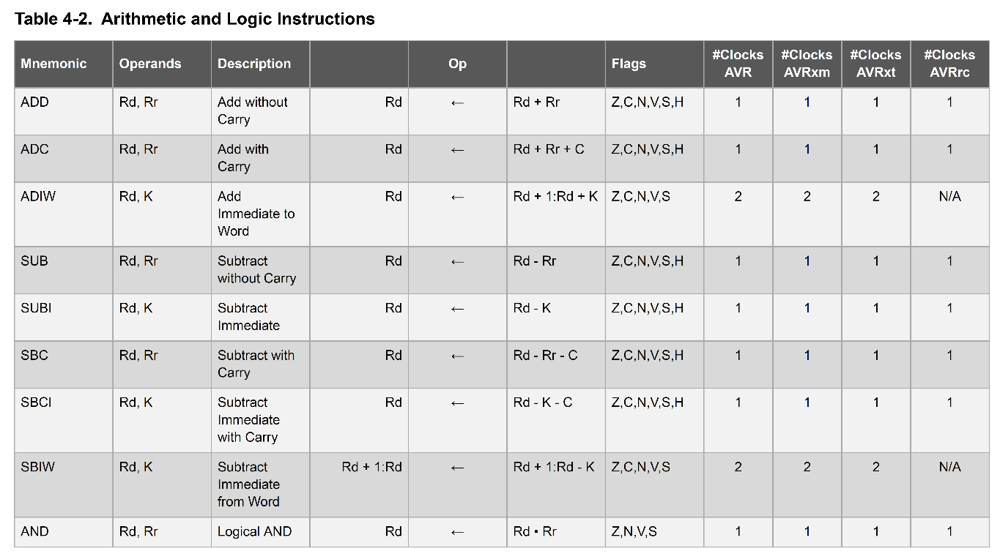 Table 4-2. Arithmetic and Logic Instructions
Mnemonic Operands Description Op Flags #Clocks AVR #Clocks AVRxm #Clocks AVRxt #Clocks AVRrc
ADD Rd, Rr Add without Carry Rd ← Rd + Rr Z,C,N,V,S,H 1 1 1 1
ADC Rd, Rr Add with Carry Rd ← Rd + Rr + C Z,C,N,V,S,H 1 1 1 1
ADIW Rd, K Add Immediate to Word Rd ← Rd + 1:Rd + K Z,C,N,V,S 2 2 2 N/A
SUB Rd, Rr Subtract without Carry Rd ← Rd - Rr Z,C,N,V,S,H 1 1 1 1
SUBI Rd, K Subtract Immediate Rd ← Rd - K Z,C,N,V,S,H 1 1 1 1
SBC Rd, Rr Subtract with Carry Rd ← Rd - Rr - C Z,C,N,V,S,H 1 1 1 1
SBCI Rd, K Subtract Immediate with Carry Rd ← Rd - K - C Z,C,N,V,S,H 1 1 1 1
SBIW Rd, K Subtract Immediate from Word Rd + 1:Rd ← Rd + 1:Rd - K Z,C,N,V,S 2 2 2 N/A
AND Rd, Rr Logical AND Rd ← Rd • Rr Z,N,V,S 1 1 1 1